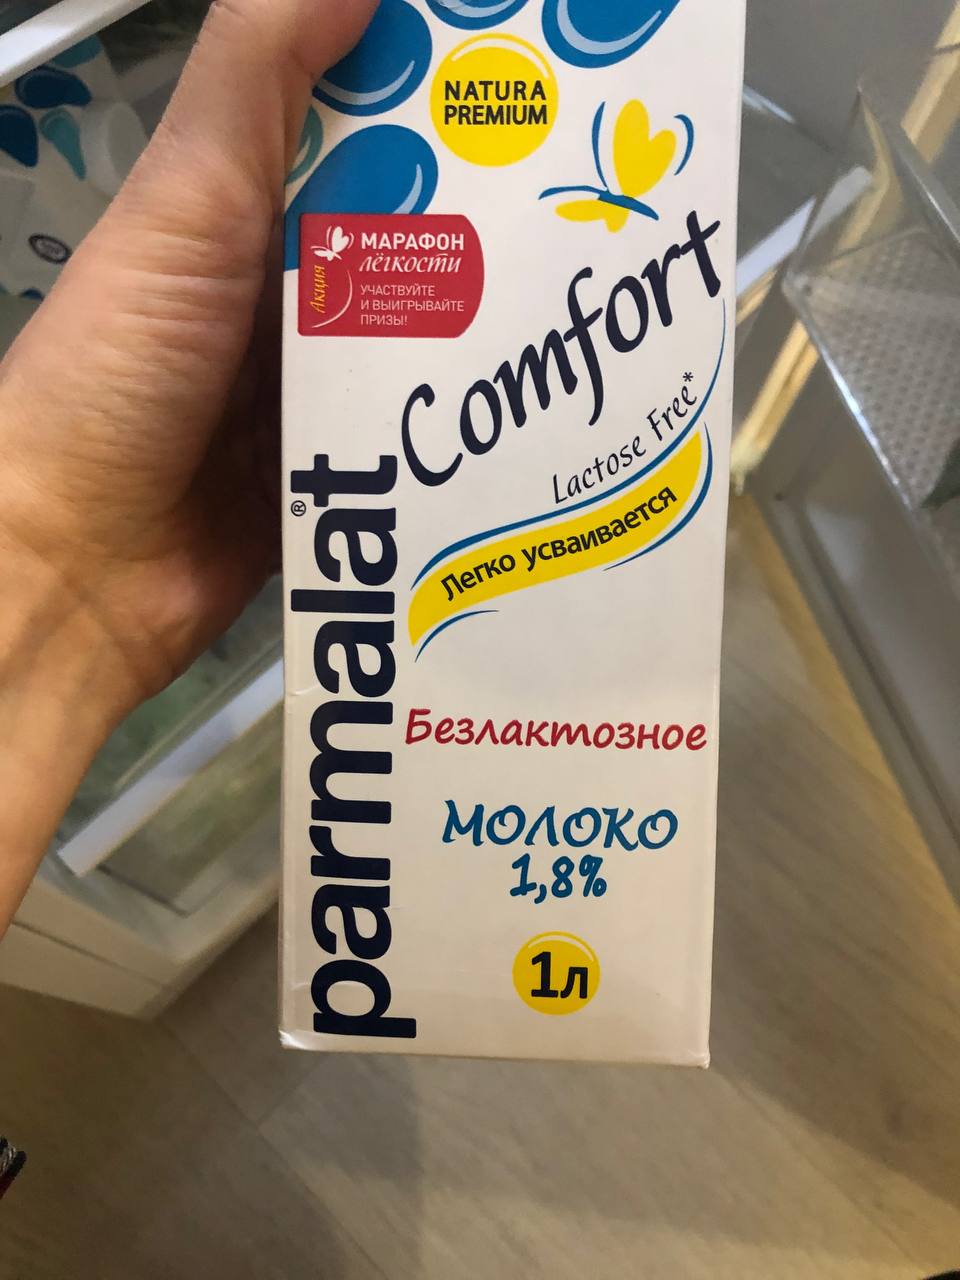 NATURA
PREMIUM
Акция
МАРАФОН
лёгкости
УЧАСТВУЙТЕ
И ВЫИГРЫВАЙТЕ
ПРИЗЫ!
Comfort
Lactose Free*
Легко усваивается
parmalat®
Безлактозное
молоко
1,8%
1л